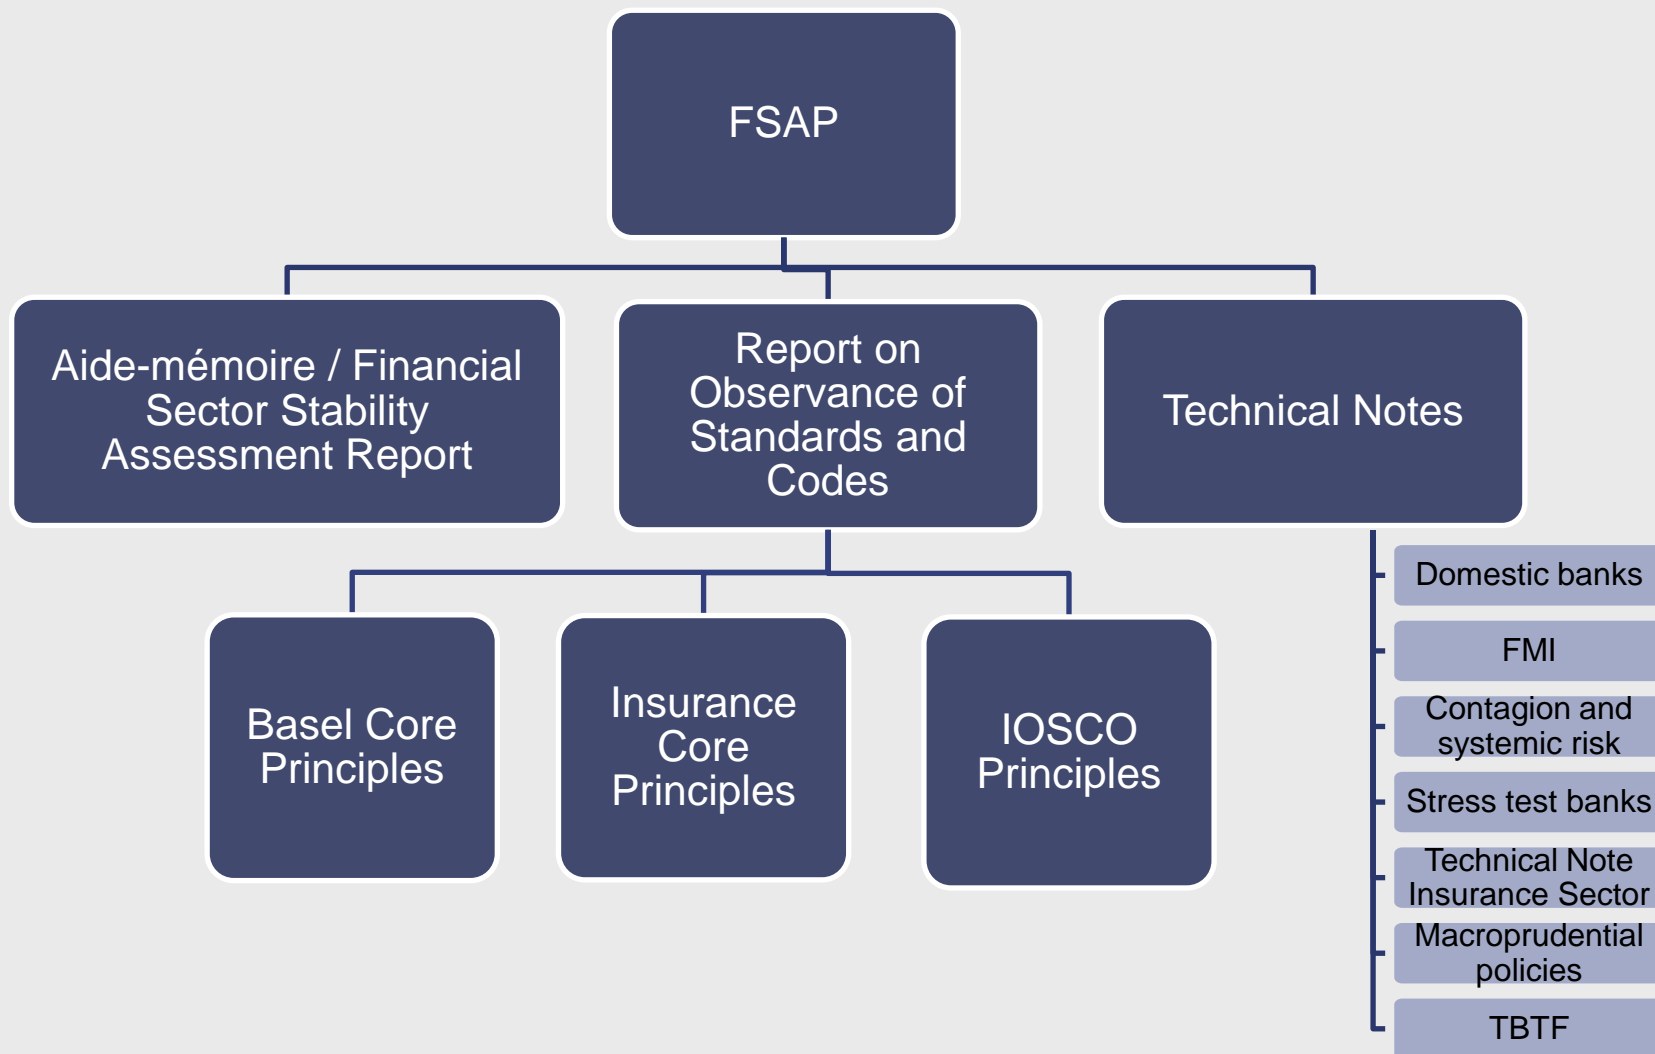 FSAP
Aide-mémoire / Financial
Sector Stability
Assessment Report
Report on
Observance of
Standards and
Codes
Technical Notes
Basel Core
Principles
Insurance
Core
Principles
IOSCO
Principles
Domestic banks
FMI
Contagion and
systemic risk
Stress test banks
Technical Note
Insurance Sector
Macroprudential
policies
TBTF